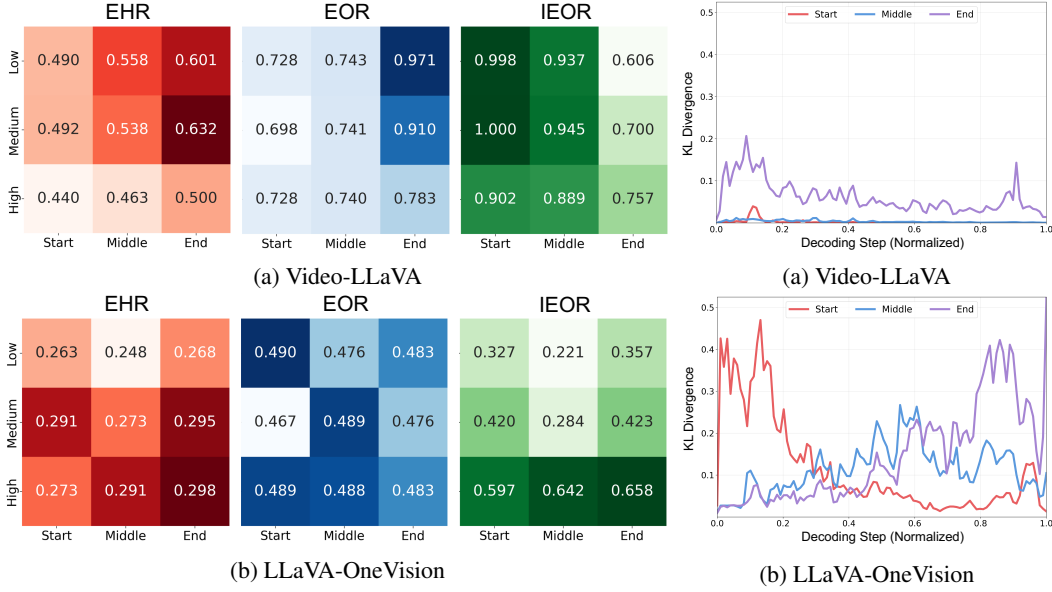 EHR EOR IEOR
Low 0.490 0.558 0.601 0.728 0.743 0.971 0.998 0.937 0.606
Medium 0.492 0.538 0.632 0.698 0.741 0.910 1.000 0.945 0.700
High 0.440 0.463 0.500 0.728 0.740 0.783 0.902 0.889 0.757
Start Middle End Start Middle End Start Middle End
(a) Video-LLaVA
Start Middle End
KL Divergence
0.5
0.4
0.3
0.2
0.1
0.0 0.2 0.4 0.6 0.8 1.0
Decoding Step (Normalized)
(a) Video-LLaVA
EHR EOR IEOR
Low 0.263 0.248 0.268 0.490 0.476 0.483 0.327 0.221 0.357
Medium 0.291 0.273 0.295 0.467 0.489 0.476 0.420 0.284 0.423
High 0.273 0.291 0.298 0.489 0.488 0.483 0.597 0.642 0.658
Start Middle End Start Middle End Start Middle End
(b) LLaVA-OneVision
Start Middle End
KL Divergence
0.5
0.4
0.3
0.2
0.1
0.0 0.2 0.4 0.6 0.8 1.0
Decoding Step (Normalized)
(b) LLaVA-OneVision